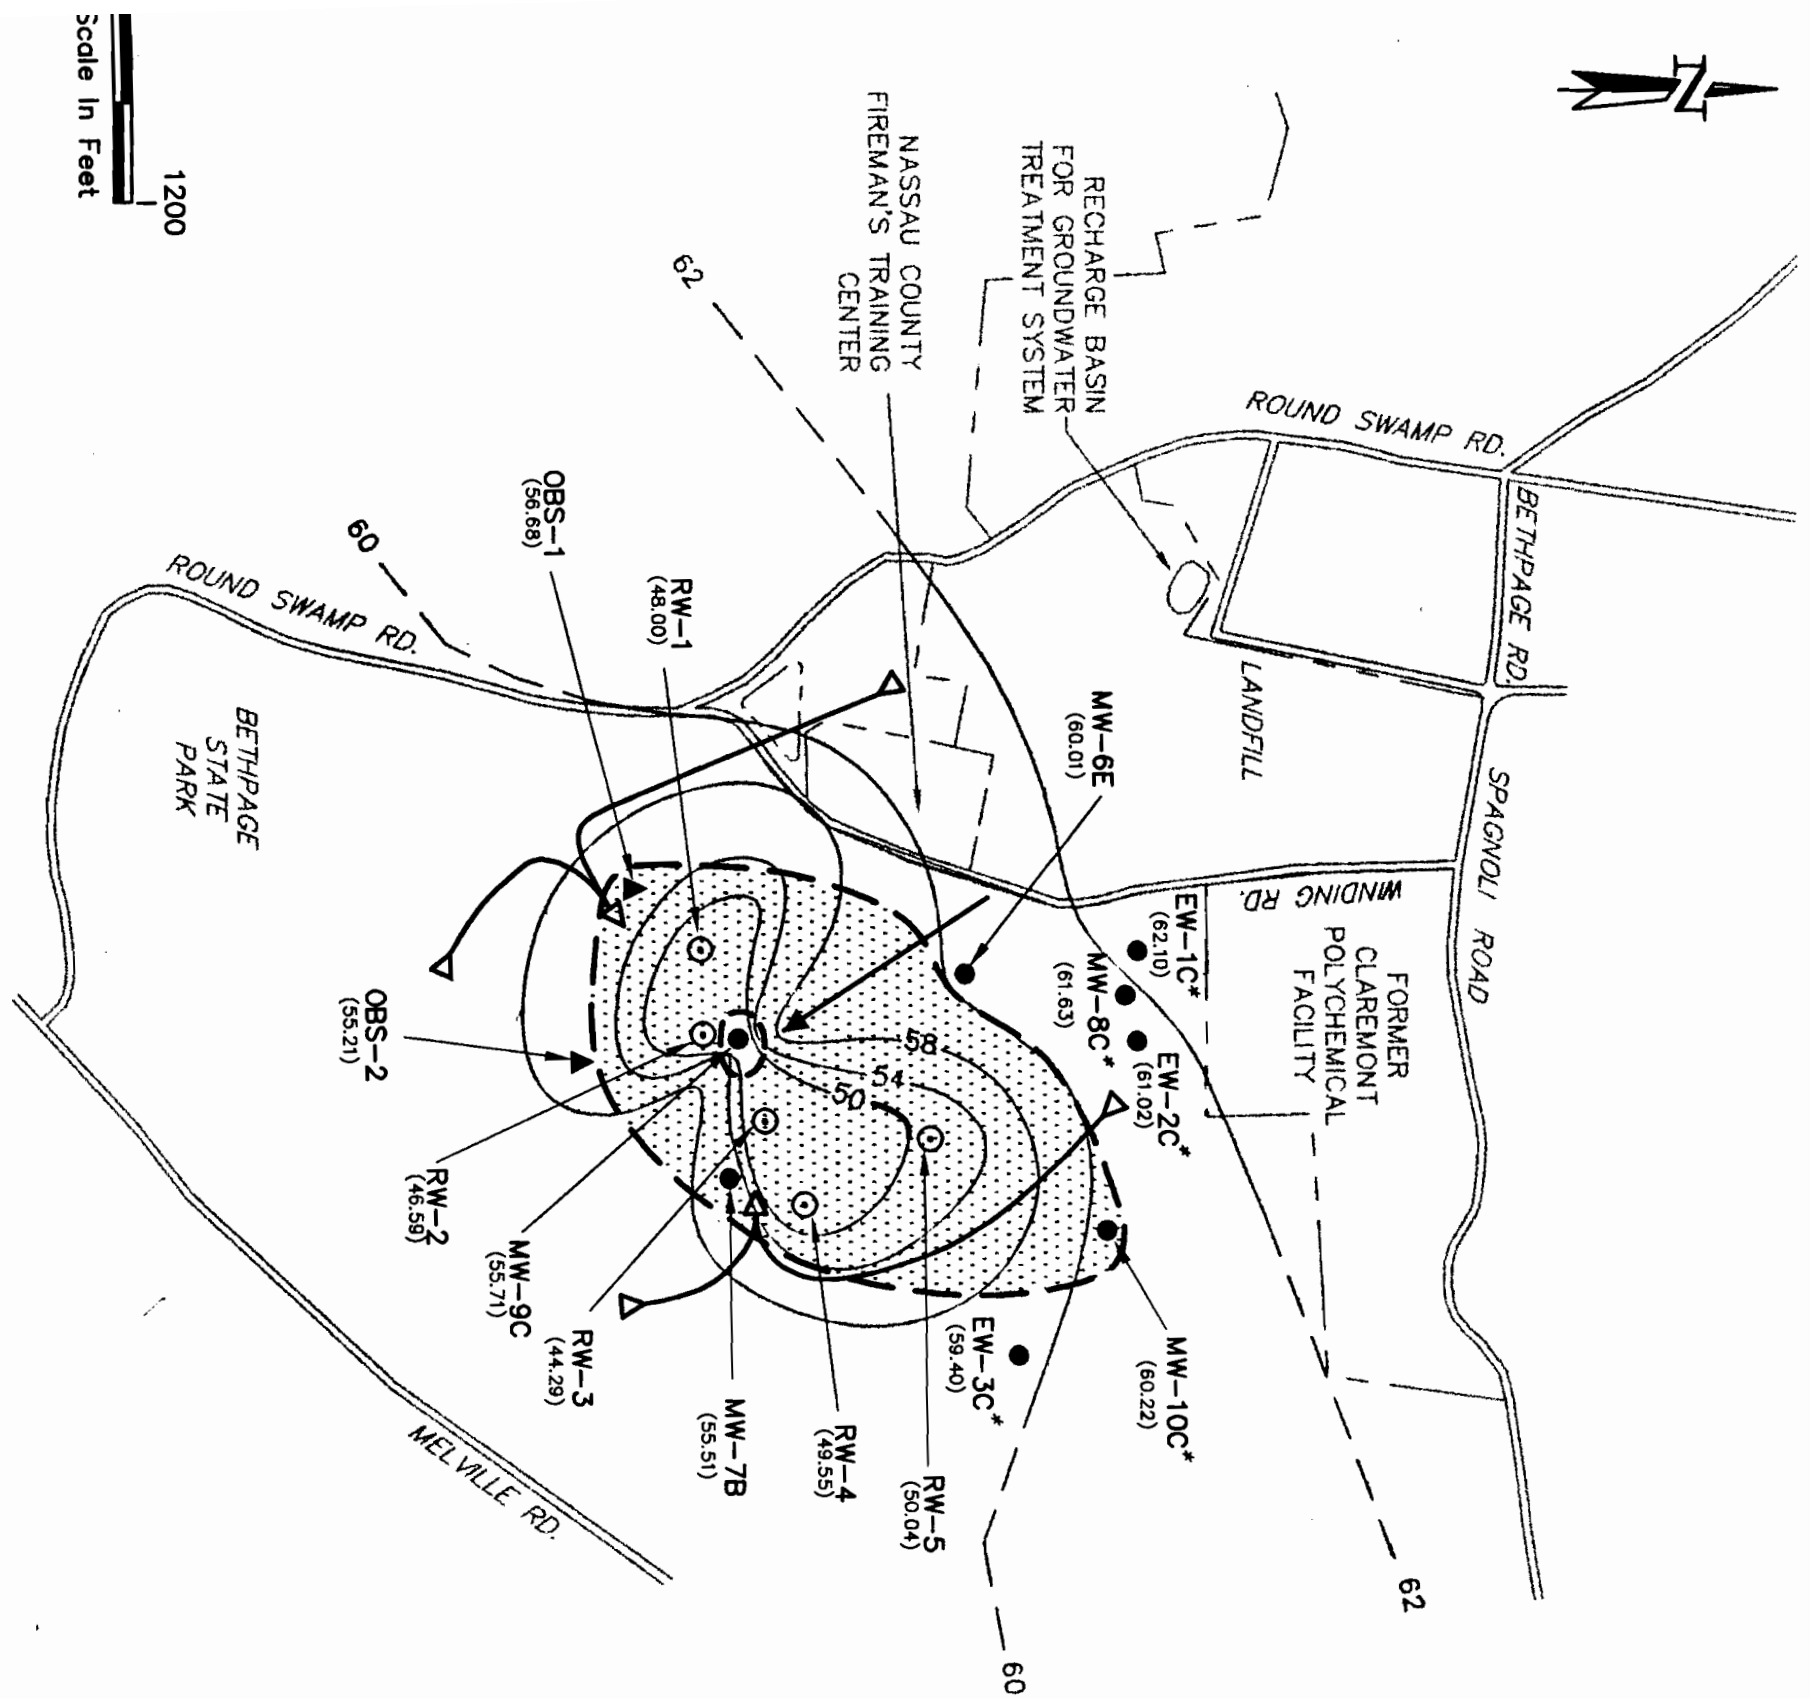 N
Scale In Feet
1200
NASSAU COUNTY
FIREMAN'S TRAINING
CENTER
RECHARGE BASIN
FOR GROUNDWATER
TREATMENT SYSTEM
62
ROUND SWAMP RD.
BETHPAGE RD.
LANDFILL
SPAGNOLI ROAD
OBS-1
(56.68)
60
ROUND SWAMP RD.
RW-1
(48.00)
MW-6E
(60.01)
BETHPAGE
STATE
PARK
WINDING RD.
EW-1C*
(62.10)
MW-8C*
(61.63)
EW-2C*
(61.02)
FORMER
CLAREMONT
POLYCHEMICAL
FACILITY
58
54
50
OBS-2
(55.21)
RW-2
(46.59)
MW-9C
(55.71)
RW-3
(44.29)
MW-7B
(55.51)
RW-4
(49.55)
RW-5
(50.04)
EW-3C*
(59.40)
MW-10C*
(60.22)
MELVILLE RD.
62
60